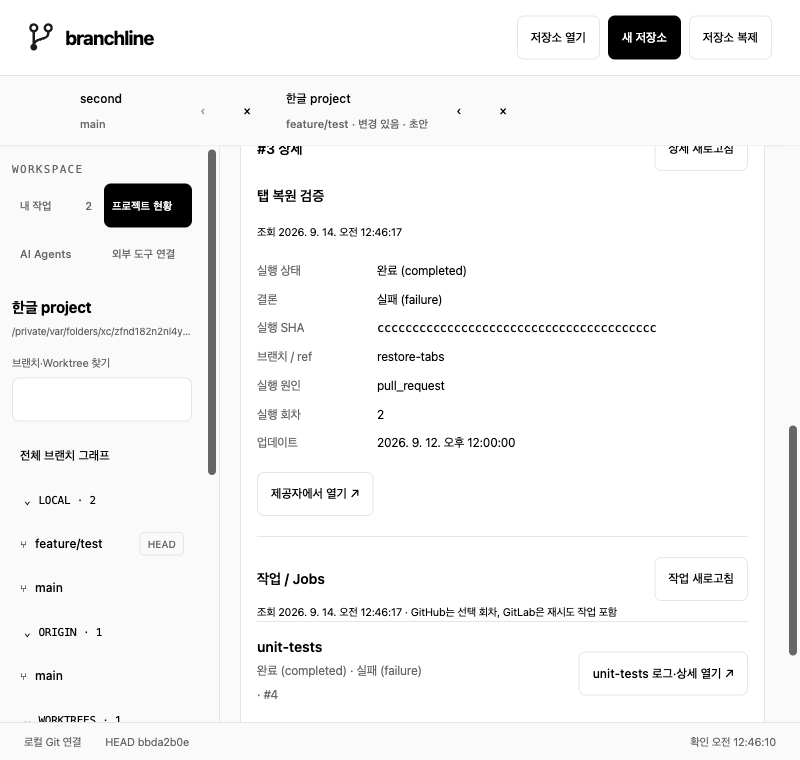 branchline
저장소 열기
새 저장소
저장소 복제
second
main
한글 project
feature/test · 변경 있음 · 초안
WORKSPACE
내 작업 2
프로젝트 현황
AI Agents
외부 도구 연결
한글 project
/private/var/folders/xc/zfnd182n2nl4y...
브랜치·Worktree 찾기
전체 브랜치 그래프
LOCAL · 2
feature/test HEAD
main
ORIGIN · 1
main
WORKTREES · 1
#3 상세
상세 새로고침
탭 복원 검증
조회 2026. 9. 14. 오전 12:46:17
실행 상태 완료 (completed)
결론 실패 (failure)
실행 SHA cccccccccccccccccccccccccccccccccccccccc
브랜치 / ref restore-tabs
실행 원인 pull_request
실행 회차 2
업데이트 2026. 9. 12. 오후 12:00:00
제공자에서 열기 ↗
작업 / Jobs
작업 새로고침
조회 2026. 9. 14. 오전 12:46:17 · GitHub는 선택 회차, GitLab은 재시도 작업 포함
unit-tests
완료 (completed) · 실패 (failure)
· #4
unit-tests 로그·상세 열기 ↗
로컬 Git 연결
HEAD bbda2b0e
확인 오전 12:46:10